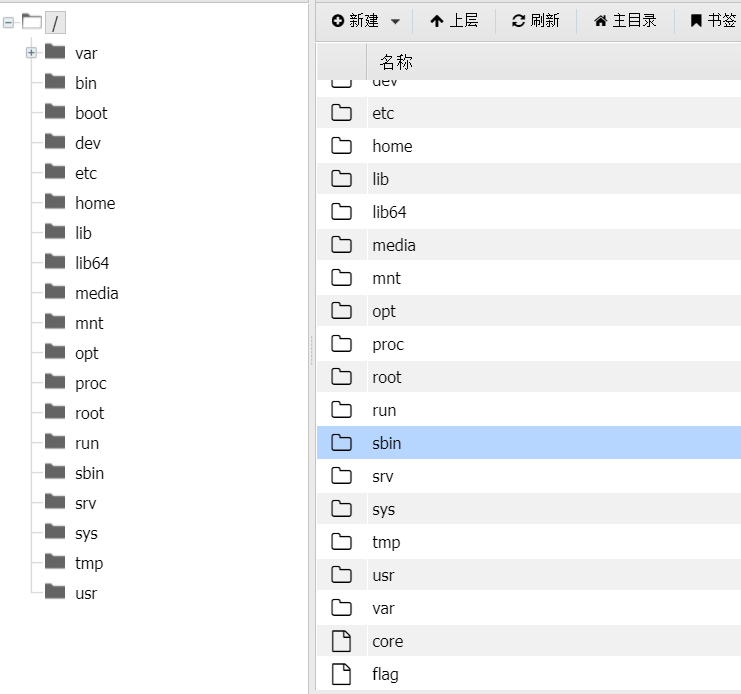 /
var
bin
boot
dev
etc
home
lib
lib64
media
mnt
opt
proc
root
run
sbin
srv
sys
tmp
usr
新建 上层 刷新 主目录 书签
名称
dev
etc
home
lib
lib64
media
mnt
opt
proc
root
run
sbin
srv
sys
tmp
usr
var
core
flag